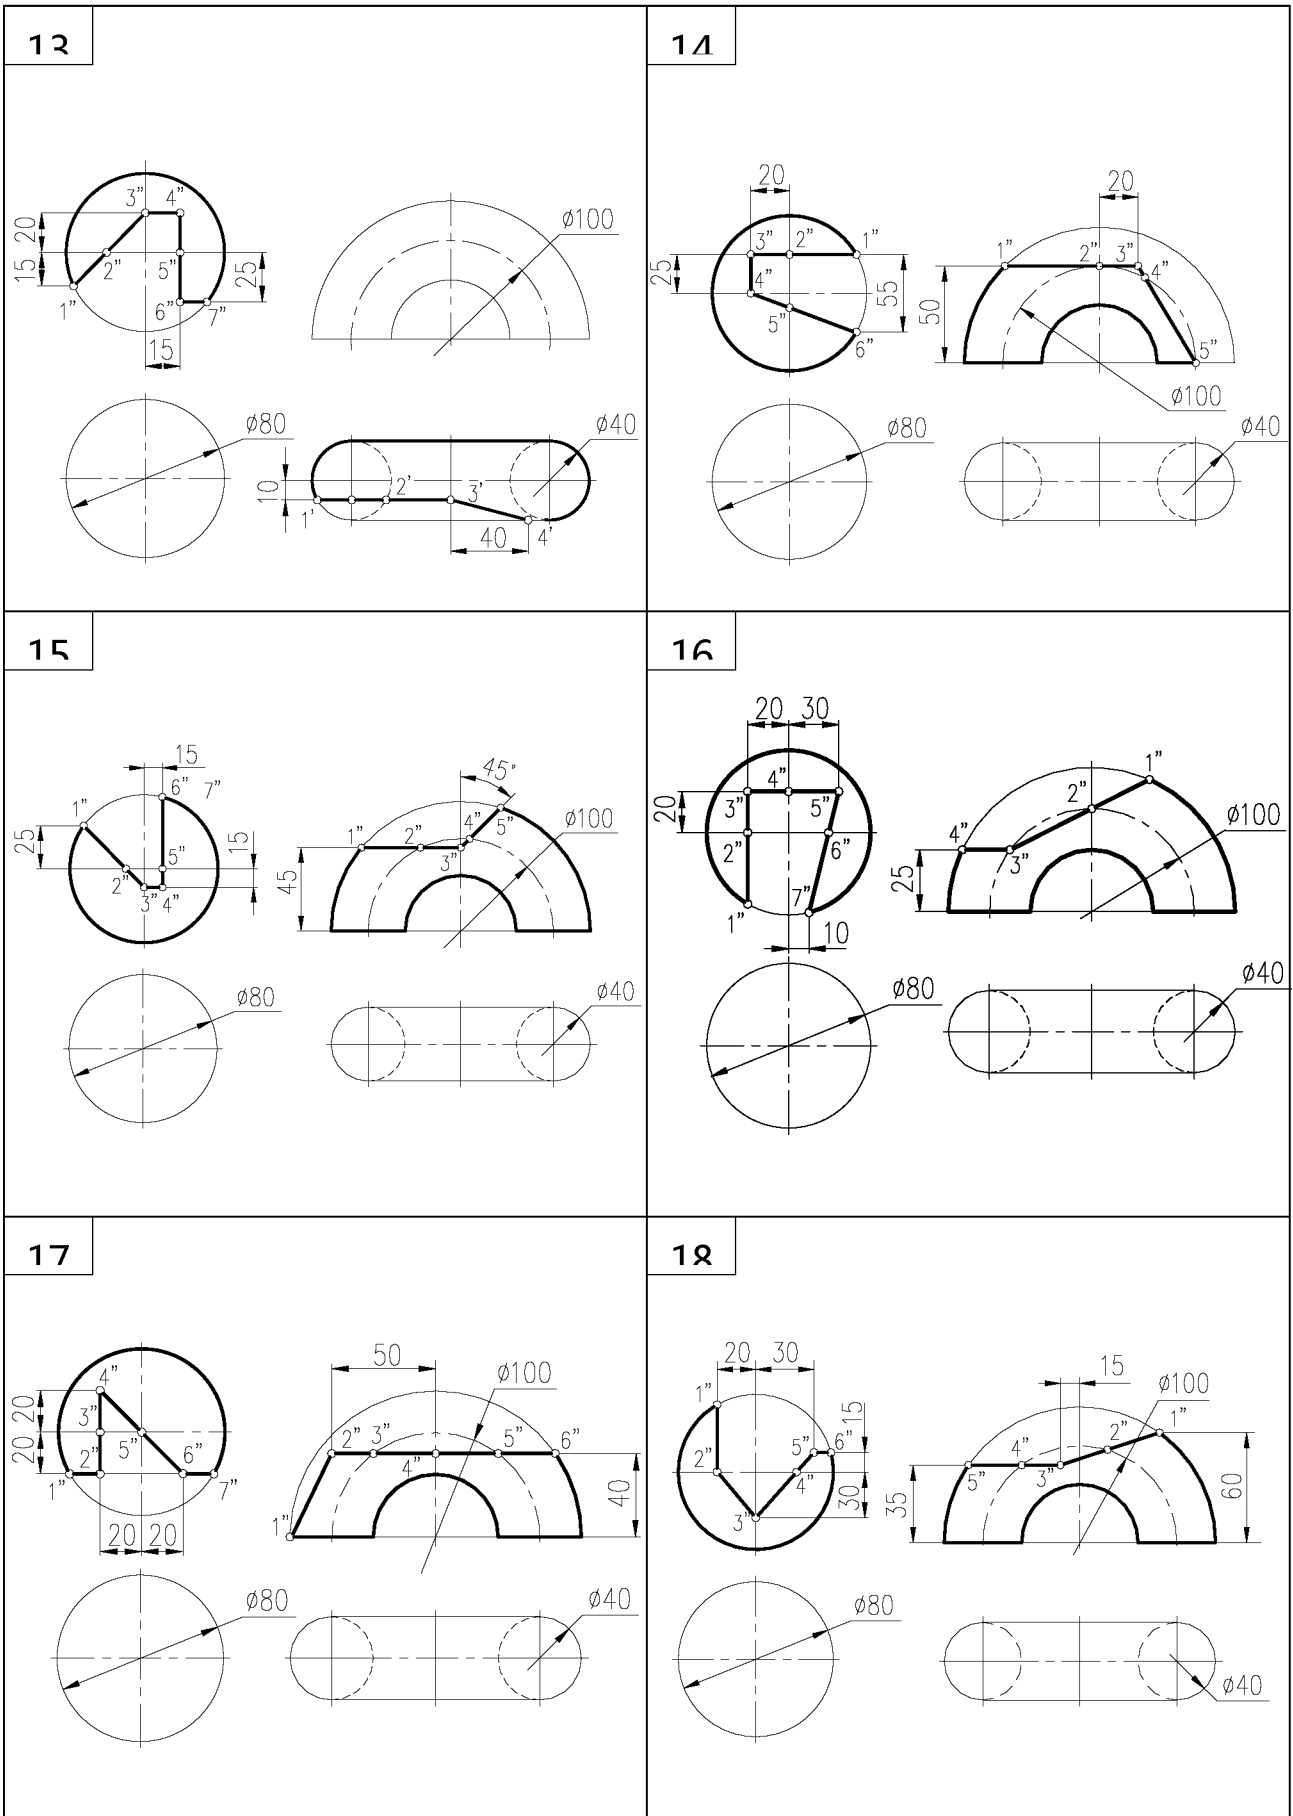 13
20
15
1” 2” 3” 4” 5” 6” 7”
25
15
ø100
ø80
ø40
10
1’ 2’ 3’ 4’
40
14
20
25
3” 2” 1”
4”
5”
6”
55
20
1” 2” 3” 4”
5”
50
ø100
ø80
ø40
15
15
25
1” 6” 7”
5”
2” 3” 4”
15
45°
1” 2” 3” 4” 5”
45
ø100
ø80
ø40
16
20 30
20
3” 4” 5”
2” 6”
1” 7”
10
1”
2”
4” 3”
25
ø100
ø80
ø40
17
20
20
4”
3”
5”
1” 2” 6” 7”
20 20
50
ø100
2” 3” 4” 5” 6”
1”
40
ø80
ø40
18
20 30
1”
2”
5” 6”
4”
3”
15
30
15
ø100
1”
2”
5” 4” 3”
35
60
ø80
ø40